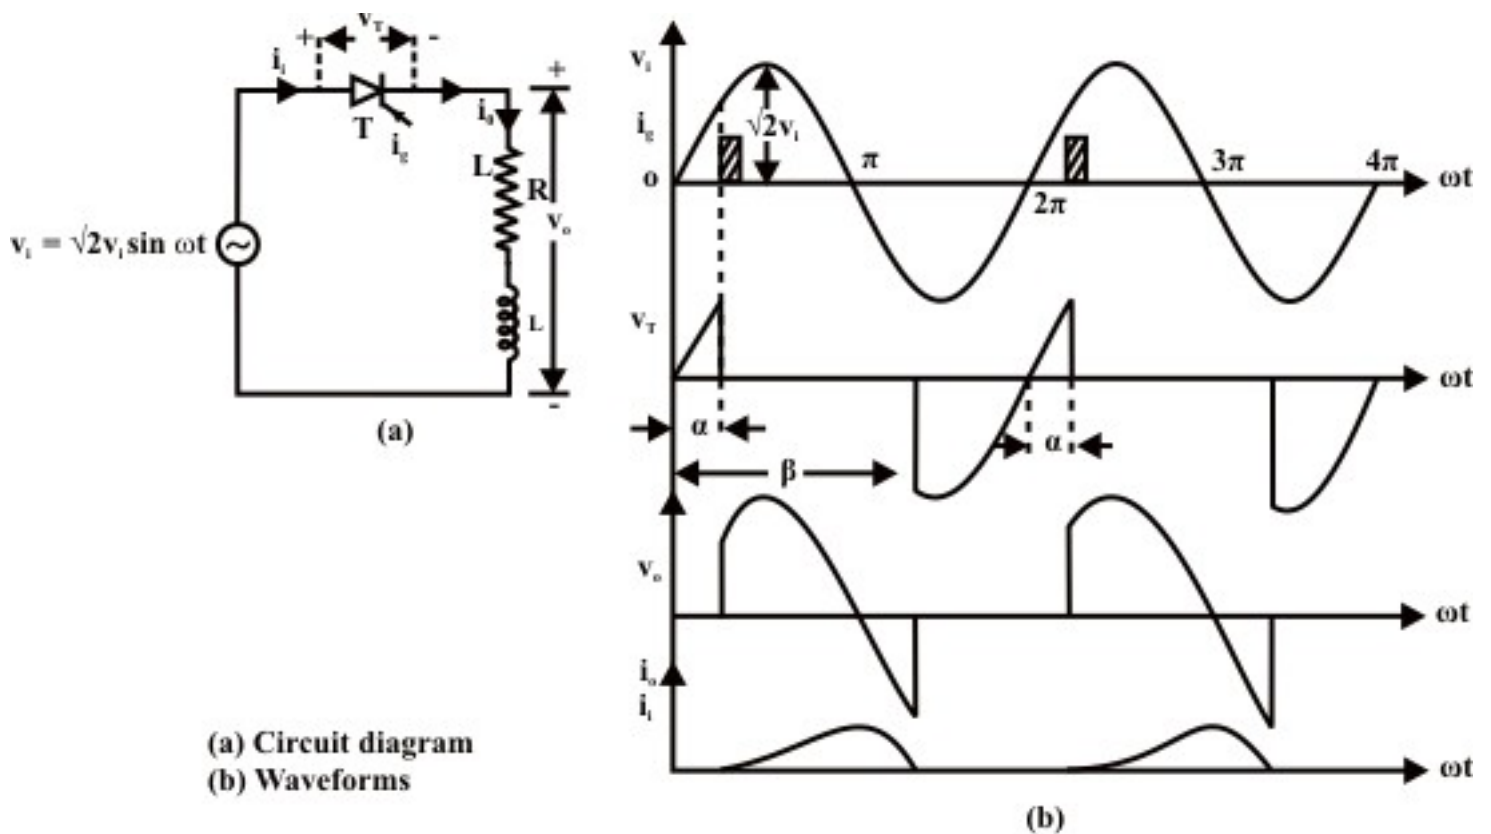 v_T
+ -
i_i
+
T
i_g
i_0
L
R
v_o
v_i = √2v_i sin ωt
L
-
(a)
(a) Circuit diagram
(b) Waveforms
v_i
i_g
√2v_i
π
3π
4π
o
ωt
2π
v_T
ωt
α
α
β
v_o
ωt
i_o
i_i
ωt
(b)